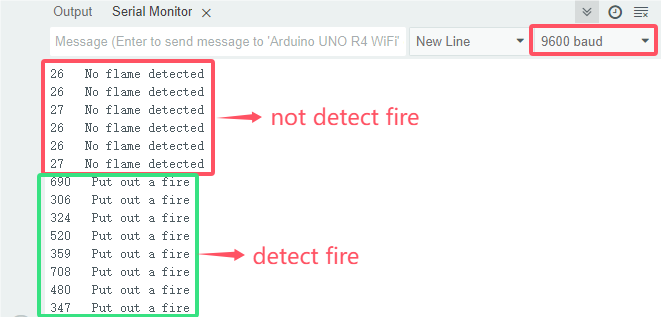 Output Serial Monitor ×
Message (Enter to send message to 'Arduino UNO R4 WiFi' New Line 9600 baud
26 No flame detected
26 No flame detected
27 No flame detected
26 No flame detected
26 No flame detected
27 No flame detected
not detect fire
690 Put out a fire
306 Put out a fire
324 Put out a fire
520 Put out a fire
359 Put out a fire
708 Put out a fire
480 Put out a fire
347 Put out a fire
detect fire